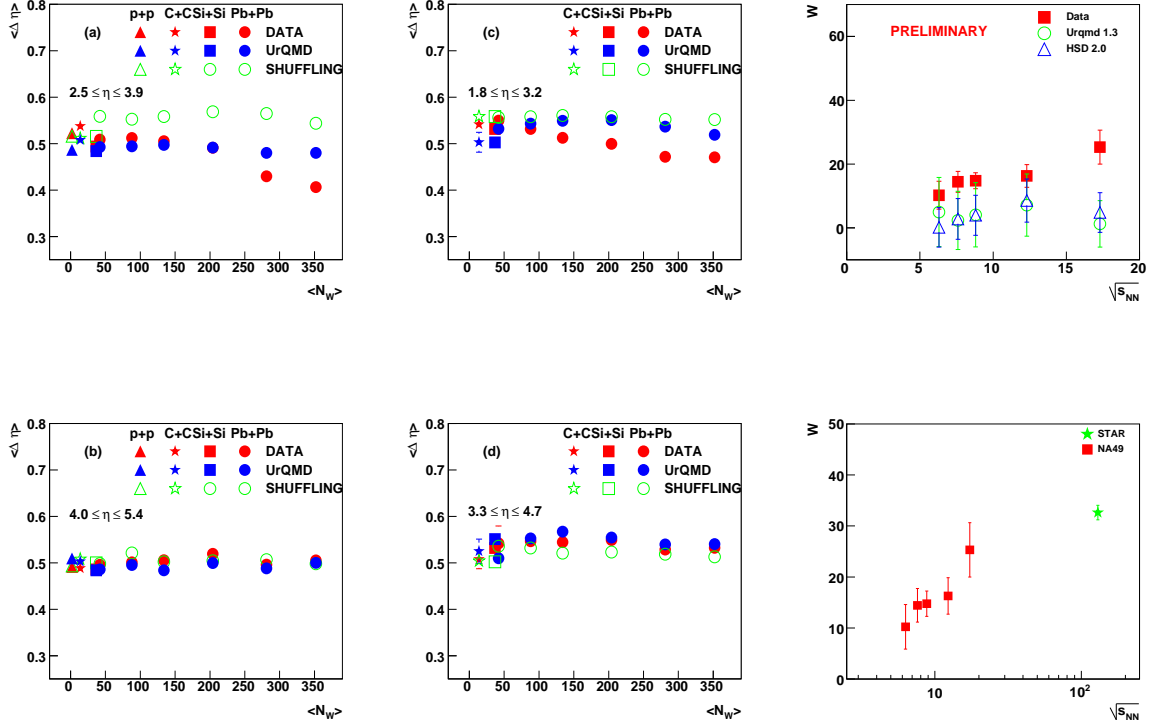 <Δ η>
0.8
0.7
0.6
0.5
0.4
0.3
(a)
p+p C+C Si+Si Pb+Pb
DATA
UrQMD
SHUFFLING
2.5 ≤ η ≤ 3.9
0 50 100 150 200 250 300 350
<N_W>
<Δ η>
0.8
0.7
0.6
0.5
0.4
0.3
(c)
C+C Si+Si Pb+Pb
DATA
UrQMD
SHUFFLING
1.8 ≤ η ≤ 3.2
0 50 100 150 200 250 300 350
<N_W>
W
60
40
20
0
PRELIMINARY
Data
Urqmd 1.3
HSD 2.0
0 5 10 15 20
√s_NN
<Δ η>
0.8
0.7
0.6
0.5
0.4
0.3
(b)
p+p C+C Si+Si Pb+Pb
DATA
UrQMD
SHUFFLING
4.0 ≤ η ≤ 5.4
0 50 100 150 200 250 300 350
<N_W>
<Δ η>
0.8
0.7
0.6
0.5
0.4
0.3
(d)
C+C Si+Si Pb+Pb
DATA
UrQMD
SHUFFLING
3.3 ≤ η ≤ 4.7
0 50 100 150 200 250 300 350
<N_W>
W
50
40
30
20
10
0
STAR
NA49
10 10²
√s_NN